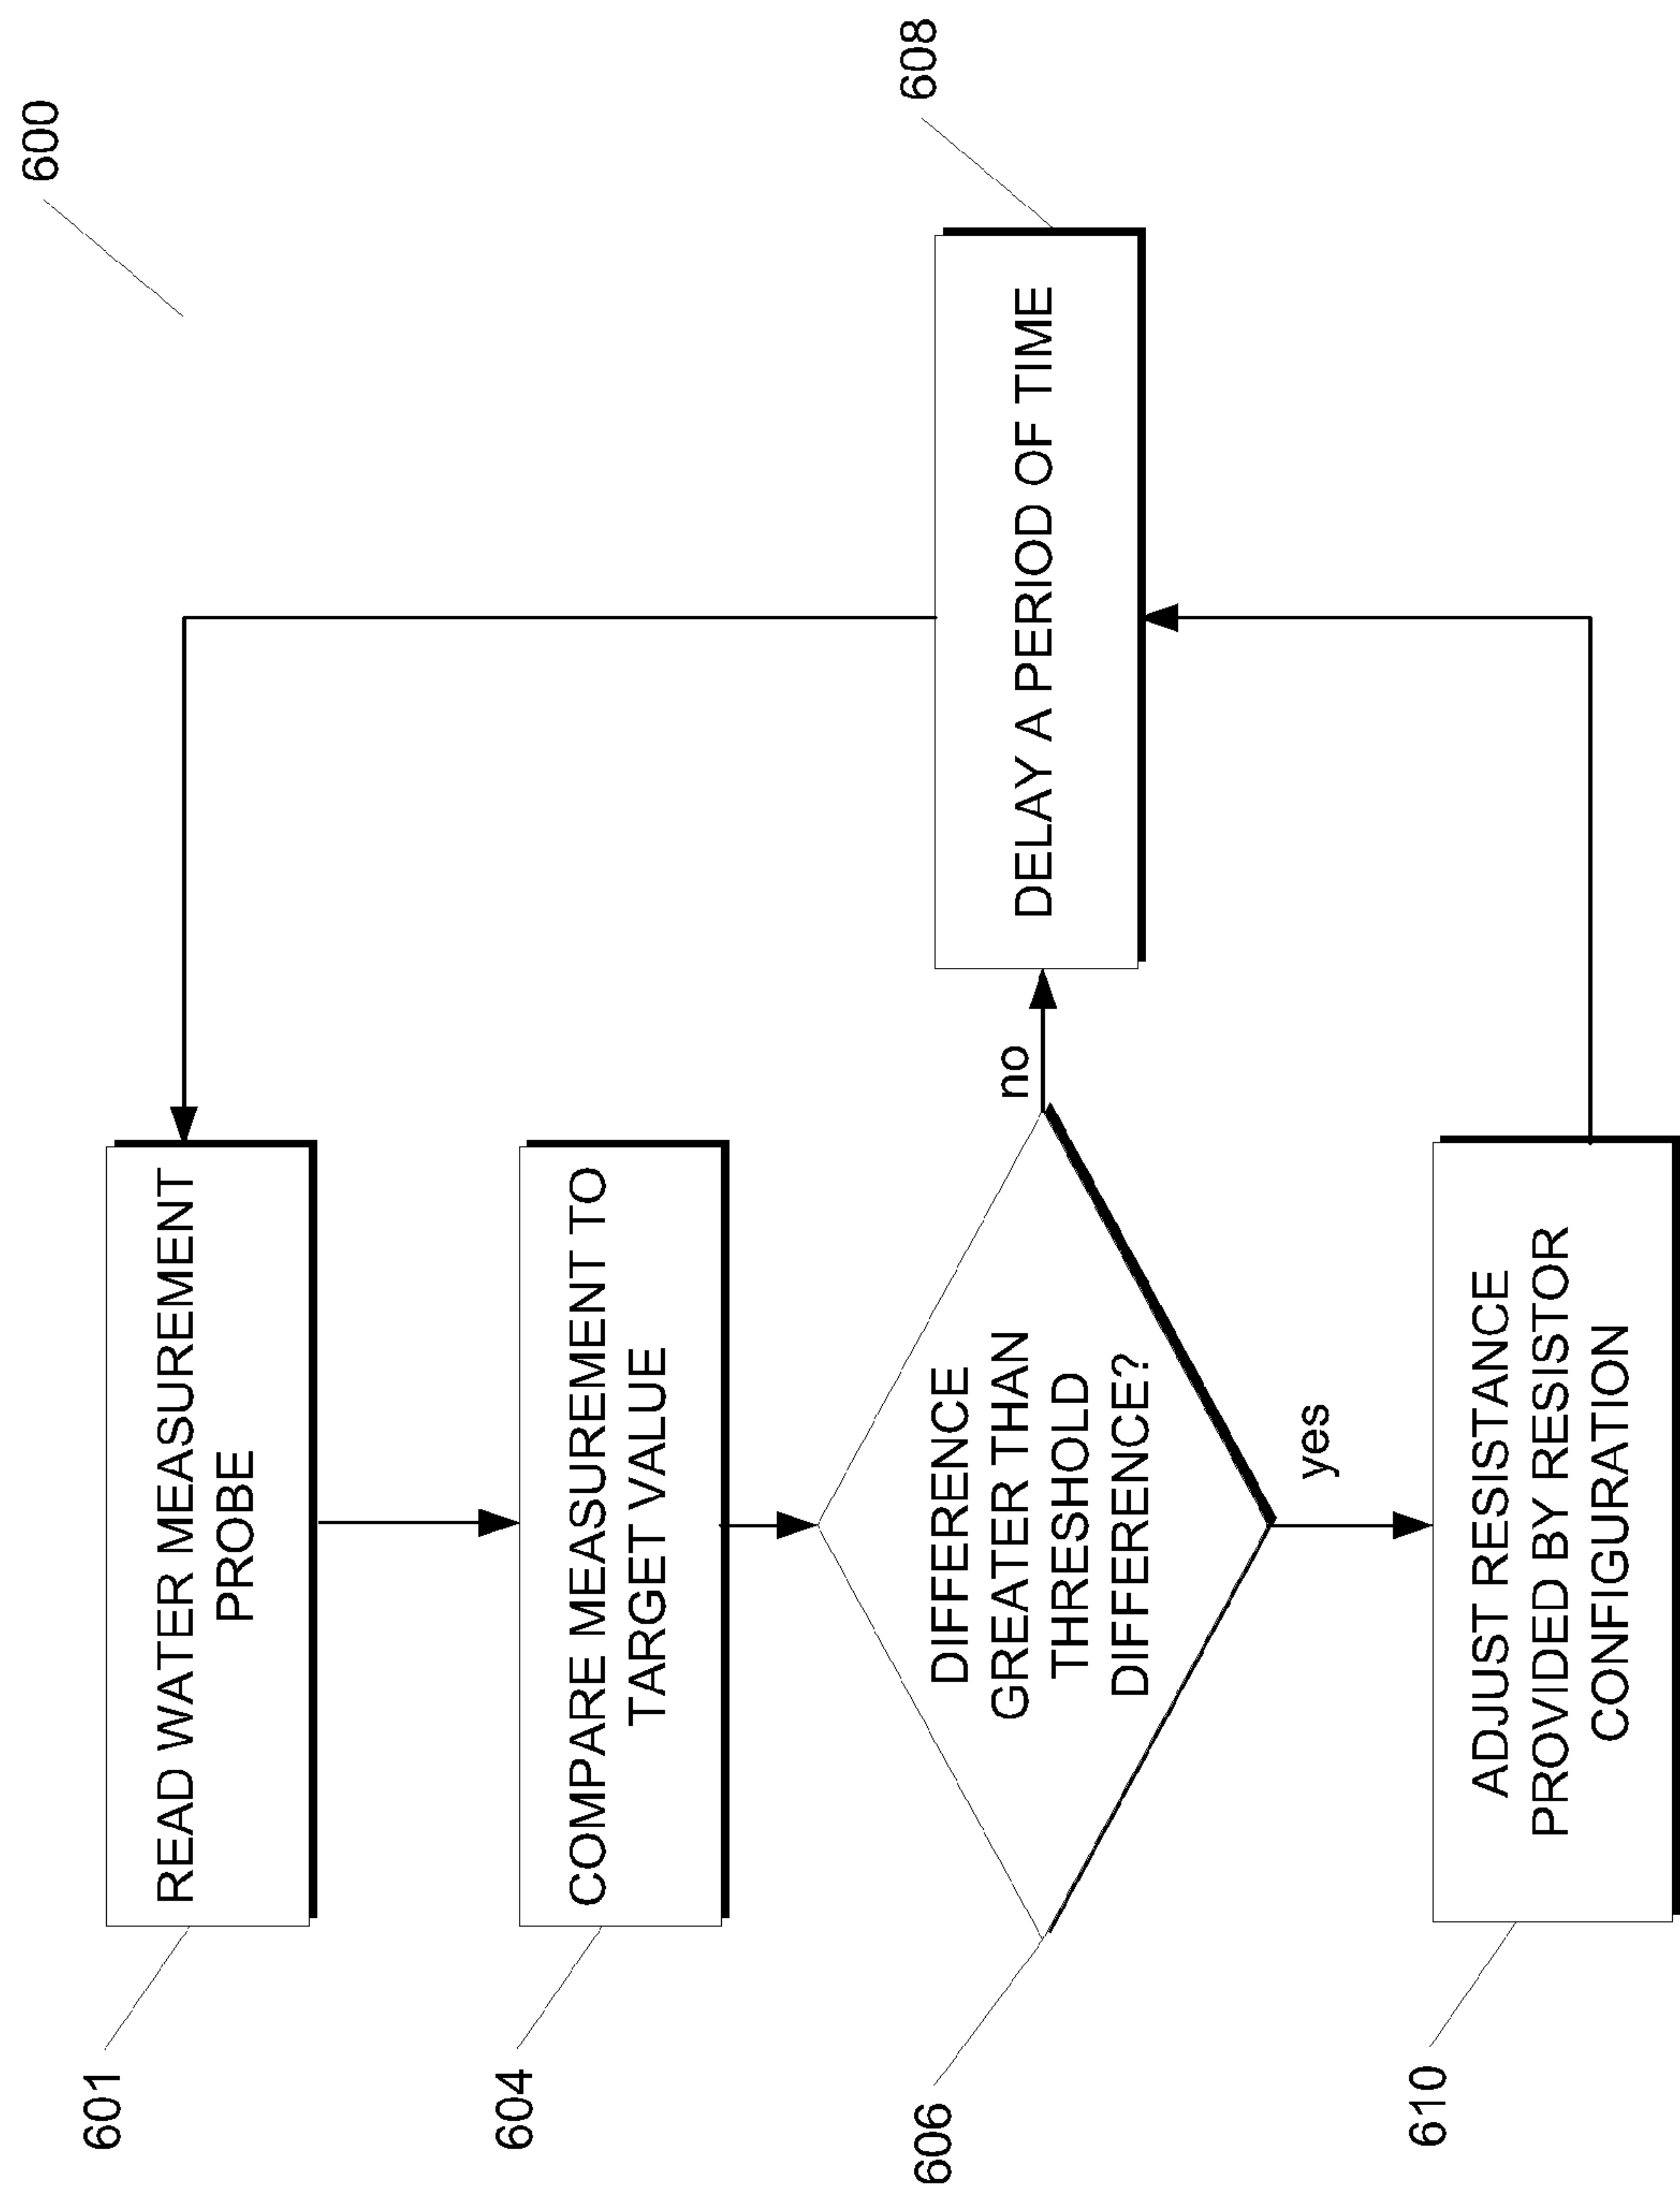 600
601
READ WATER MEASUREMENT
PROBE
604
COMPARE MEASUREMENT TO
TARGET VALUE
606
DIFFERENCE
GREATER THAN
THRESHOLD
DIFFERENCE?
no
608
DELAY A PERIOD OF TIME
yes
610
ADJUST RESISTANCE
PROVIDED BY RESISTOR
CONFIGURATION